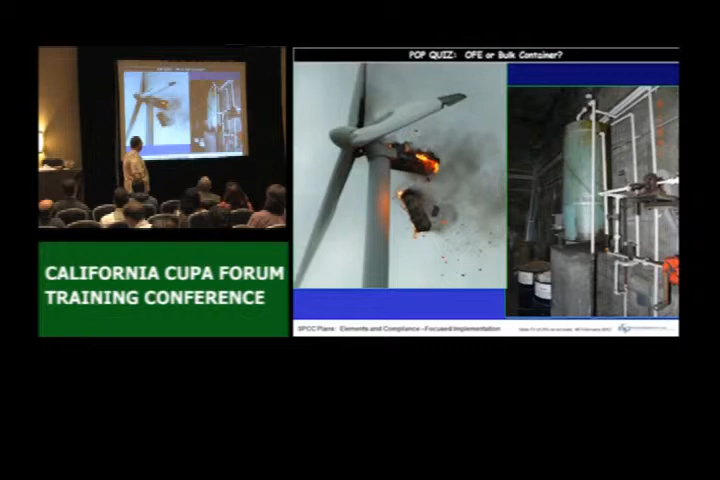 POP QUIZ: OFE or Bulk Container?
CALIFORNIA CUPA FORUM
TRAINING CONFERENCE
SPCC Plans: Elements and Compliance -Focused Implementation